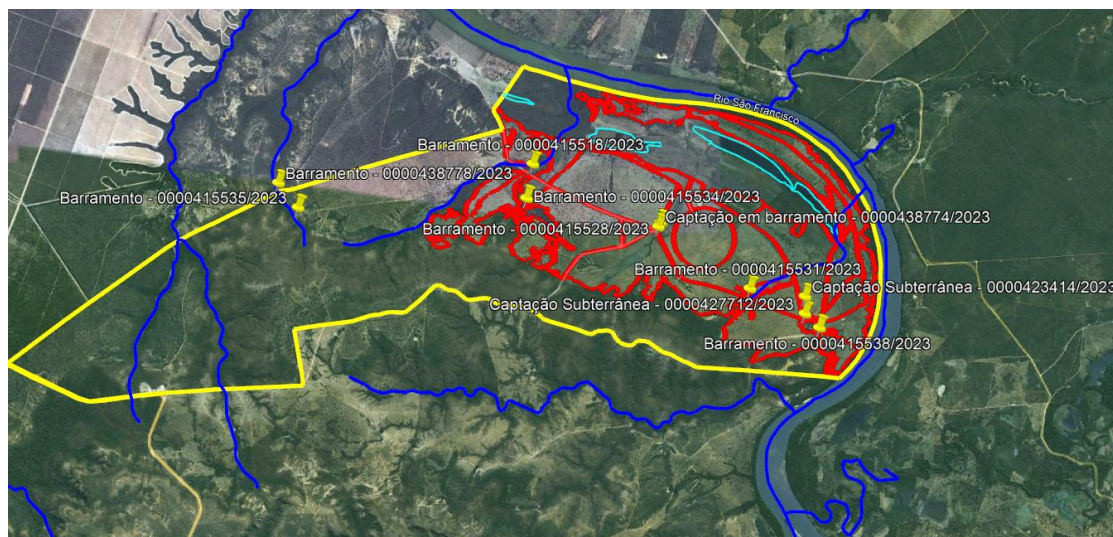 Rio São Francisco
Barramento - 0000415518/2023
Barramento - 0000438778/2023
Barramento - 0000415535/2023
Barramento - 0000415534/2023
Captação em barramento - 0000438774/2023
Barramento - 0000415528/2023
Barramento - 0000415531/2023
Captação Subterrânea - 0000423414/2023
Captação Subterrânea - 0000427712/2023
Barramento - 0000415538/2023